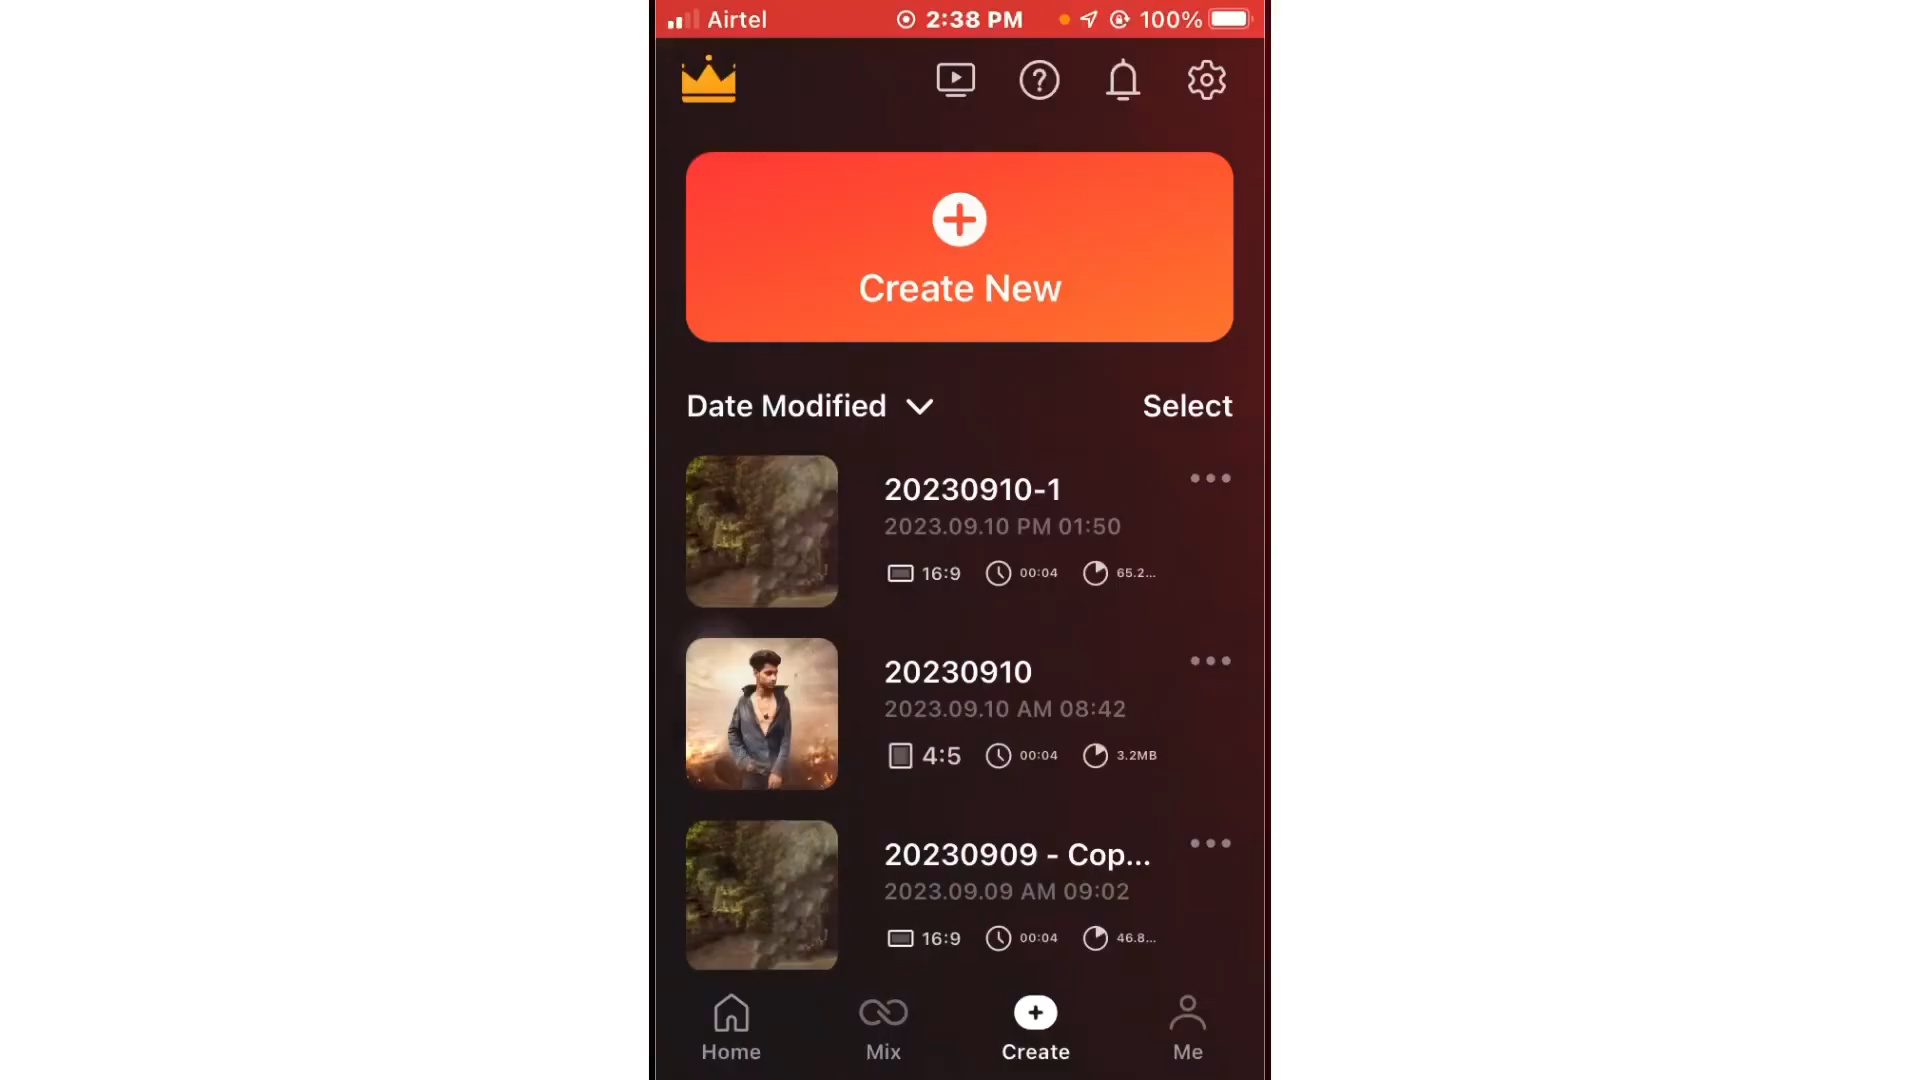 Airtel
2:38 PM
100%
Create New
Date Modified
Select
20230910-1
2023.09.10 PM 01:50
16:9
00:04
65.2...
20230910
2023.09.10 AM 08:42
4:5
00:04
3.2MB
20230909 - Cop...
2023.09.09 AM 09:02
16:9
00:04
46.8...
Home
Mix
Create
Me